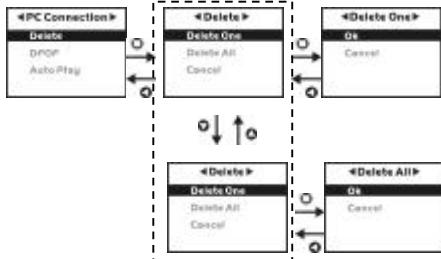 ◄PC Connection►
Delete
DPOF
Auto Play
◄Delete►
Delete One
Delete All
Cancel
◄Delete One►
Ok
Cancel
◄Delete►
Delete One
Delete All
Cancel
◄Delete All►
Ok
Cancel